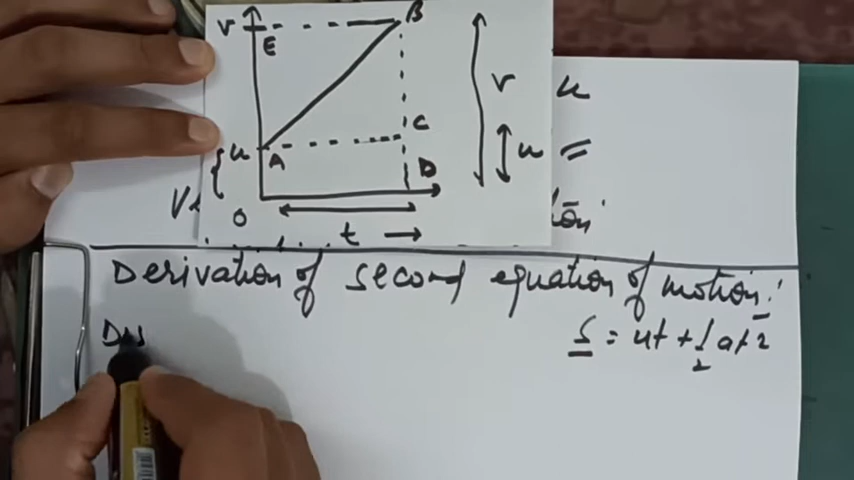 v
E
B
u
A
C
D
O
t
v
u
u
=
Derivation of second equation of motion:
S = ut + 1/2 at2